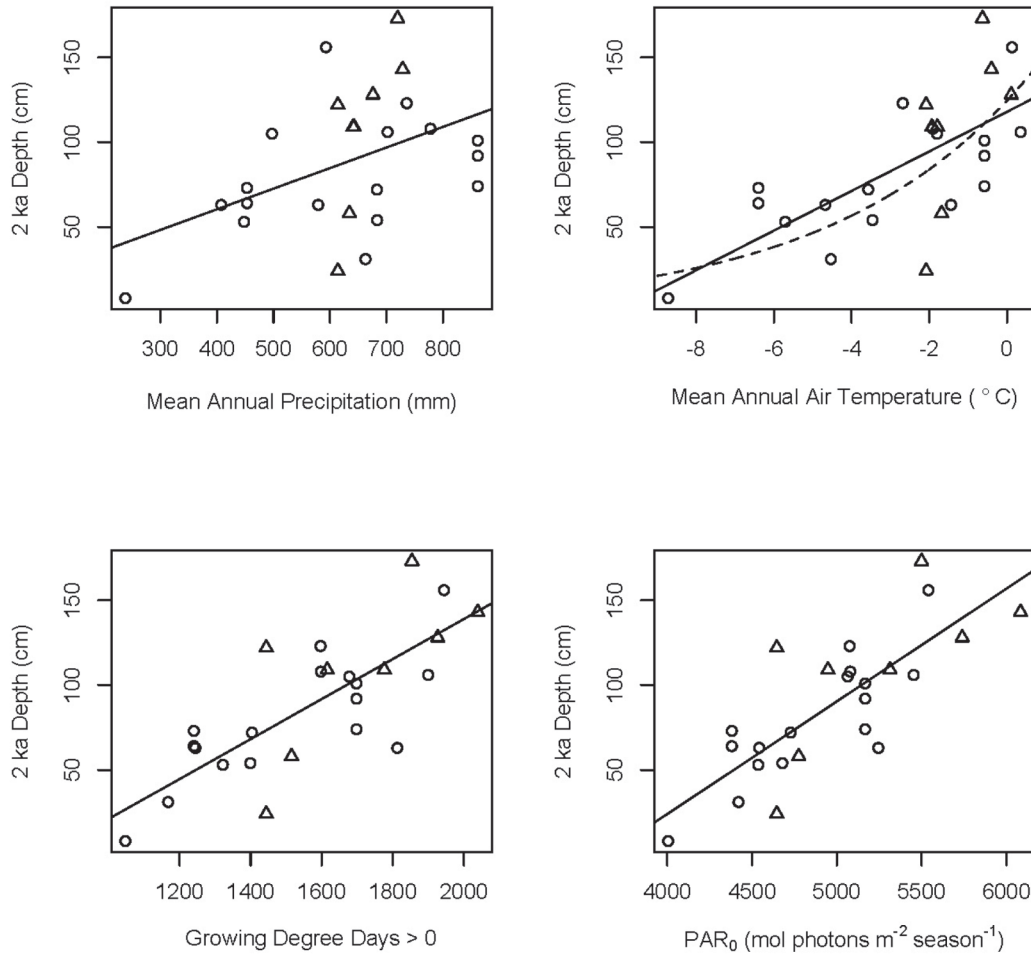 2 ka Depth (cm)
150
100
50
300 400 500 600 700 800
Mean Annual Precipitation (mm)
2 ka Depth (cm)
150
100
50
-8 -6 -4 -2 0
Mean Annual Air Temperature ( ° C)
2 ka Depth (cm)
150
100
50
1200 1400 1600 1800 2000
Growing Degree Days > 0
2 ka Depth (cm)
150
100
50
4000 4500 5000 5500 6000
PAR₀ (mol photons m⁻² season⁻¹)